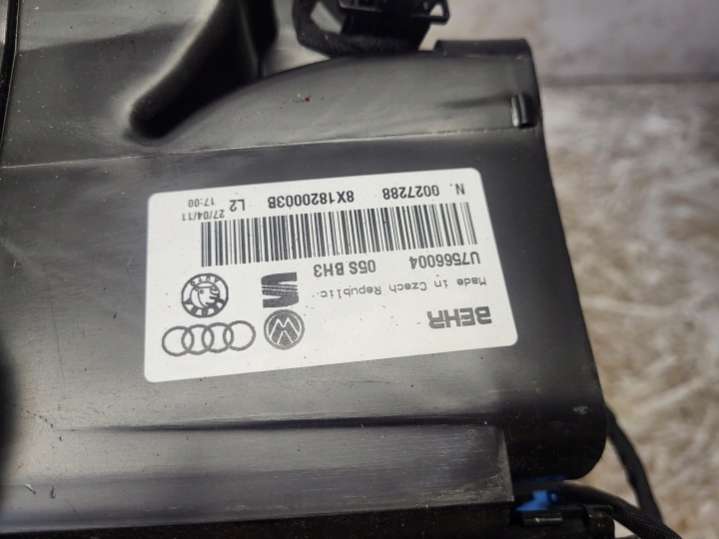 BEHR
Made in Czech Republic
U7566004 05S BH3
N. 0027288 8X1820003B L2 27/04/11
17:00